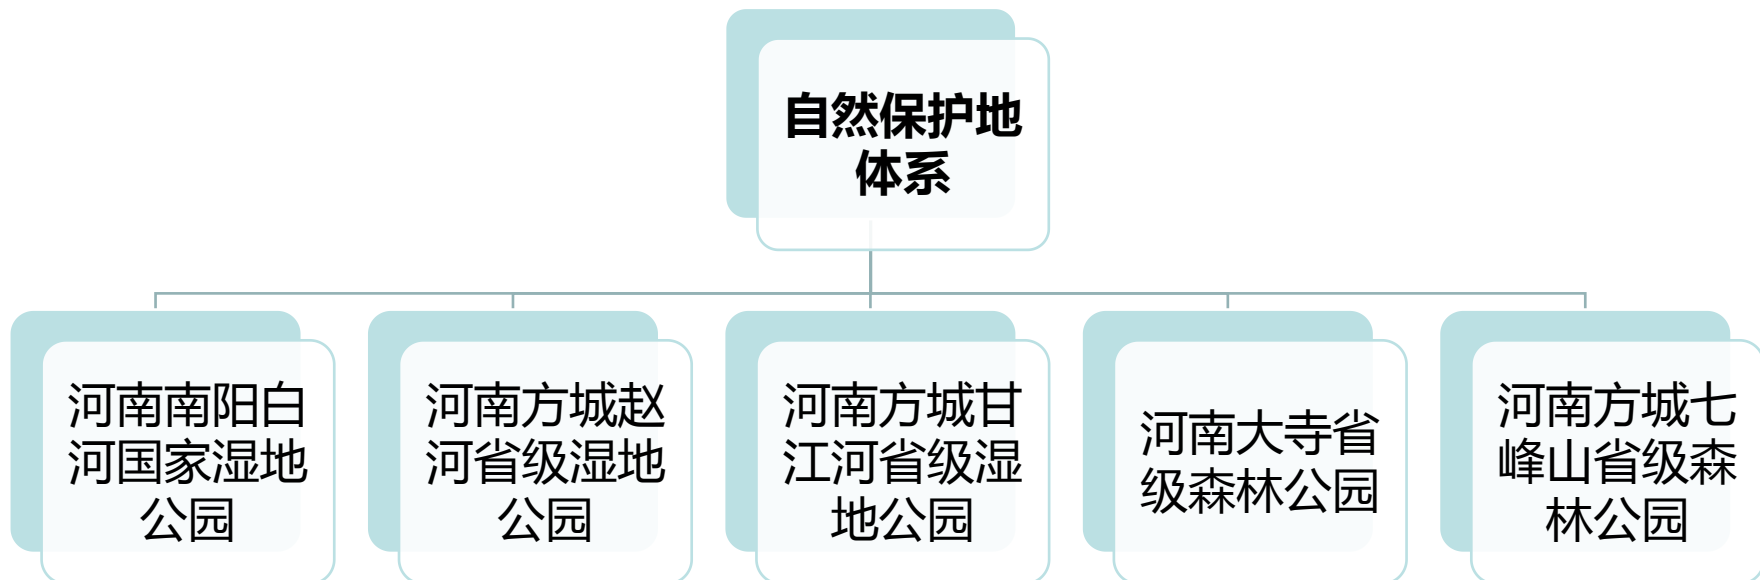 自然保护地
体系
河南南阳白
河国家湿地
公园
河南方城赵
河省级湿地
公园
河南方城甘
江河省级湿
地公园
河南大寺省
级森林公园
河南方城七
峰山省级森
林公园